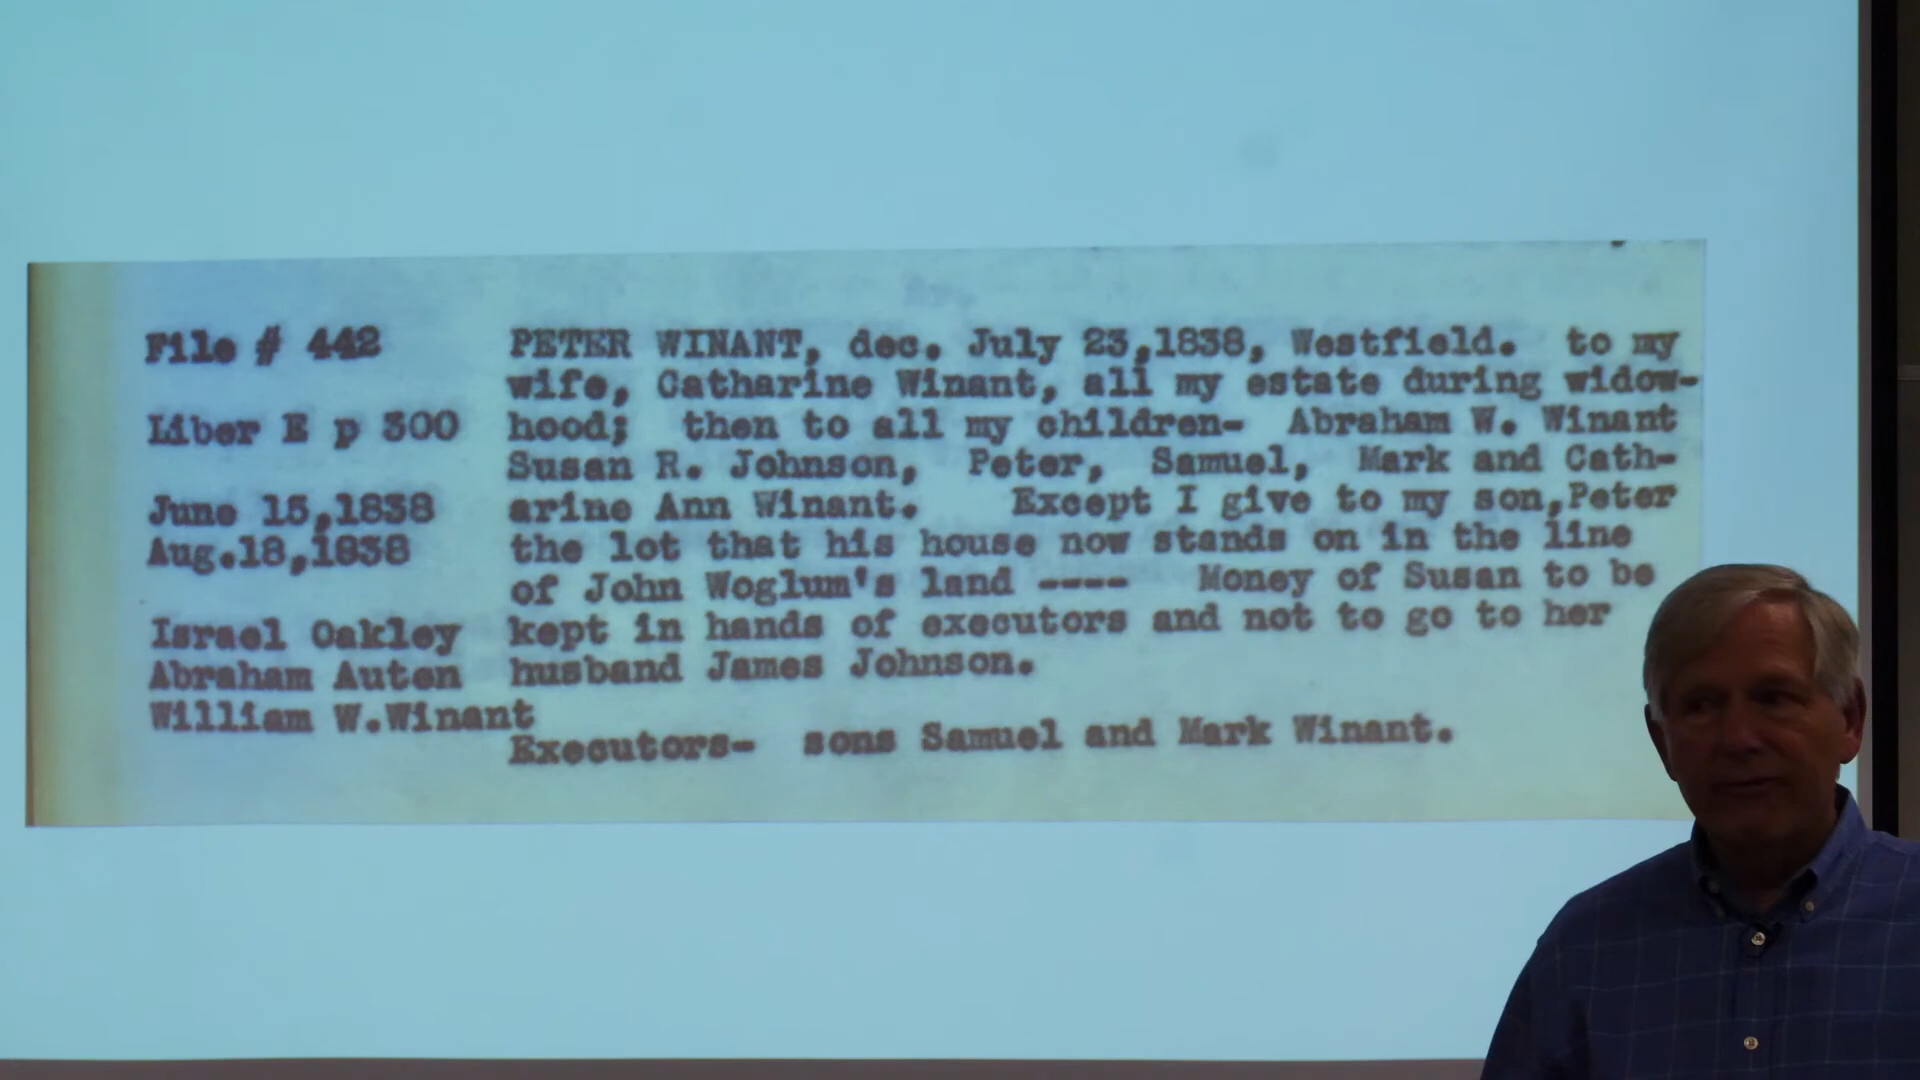 File # 442
Liber E p 300
June 15,1838
Aug.18,1838
Israel Oakley
Abraham Auten
William W.Winant
PETER WINANT, dec. July 23,1838, Westfield. to my
wife, Catharine Winant, all my estate during widow-
hood; then to all my children- Abraham W. Winant
Susan R. Johnson, Peter, Samuel, Mark and Cath-
arine Ann Winant. Except I give to my son,Peter
the lot that his house now stands on in the line
of John Woglum's land ---- Money of Susan to be
kept in hands of executors and not to go to her
husband James Johnson.
Executors- sons Samuel and Mark Winant.